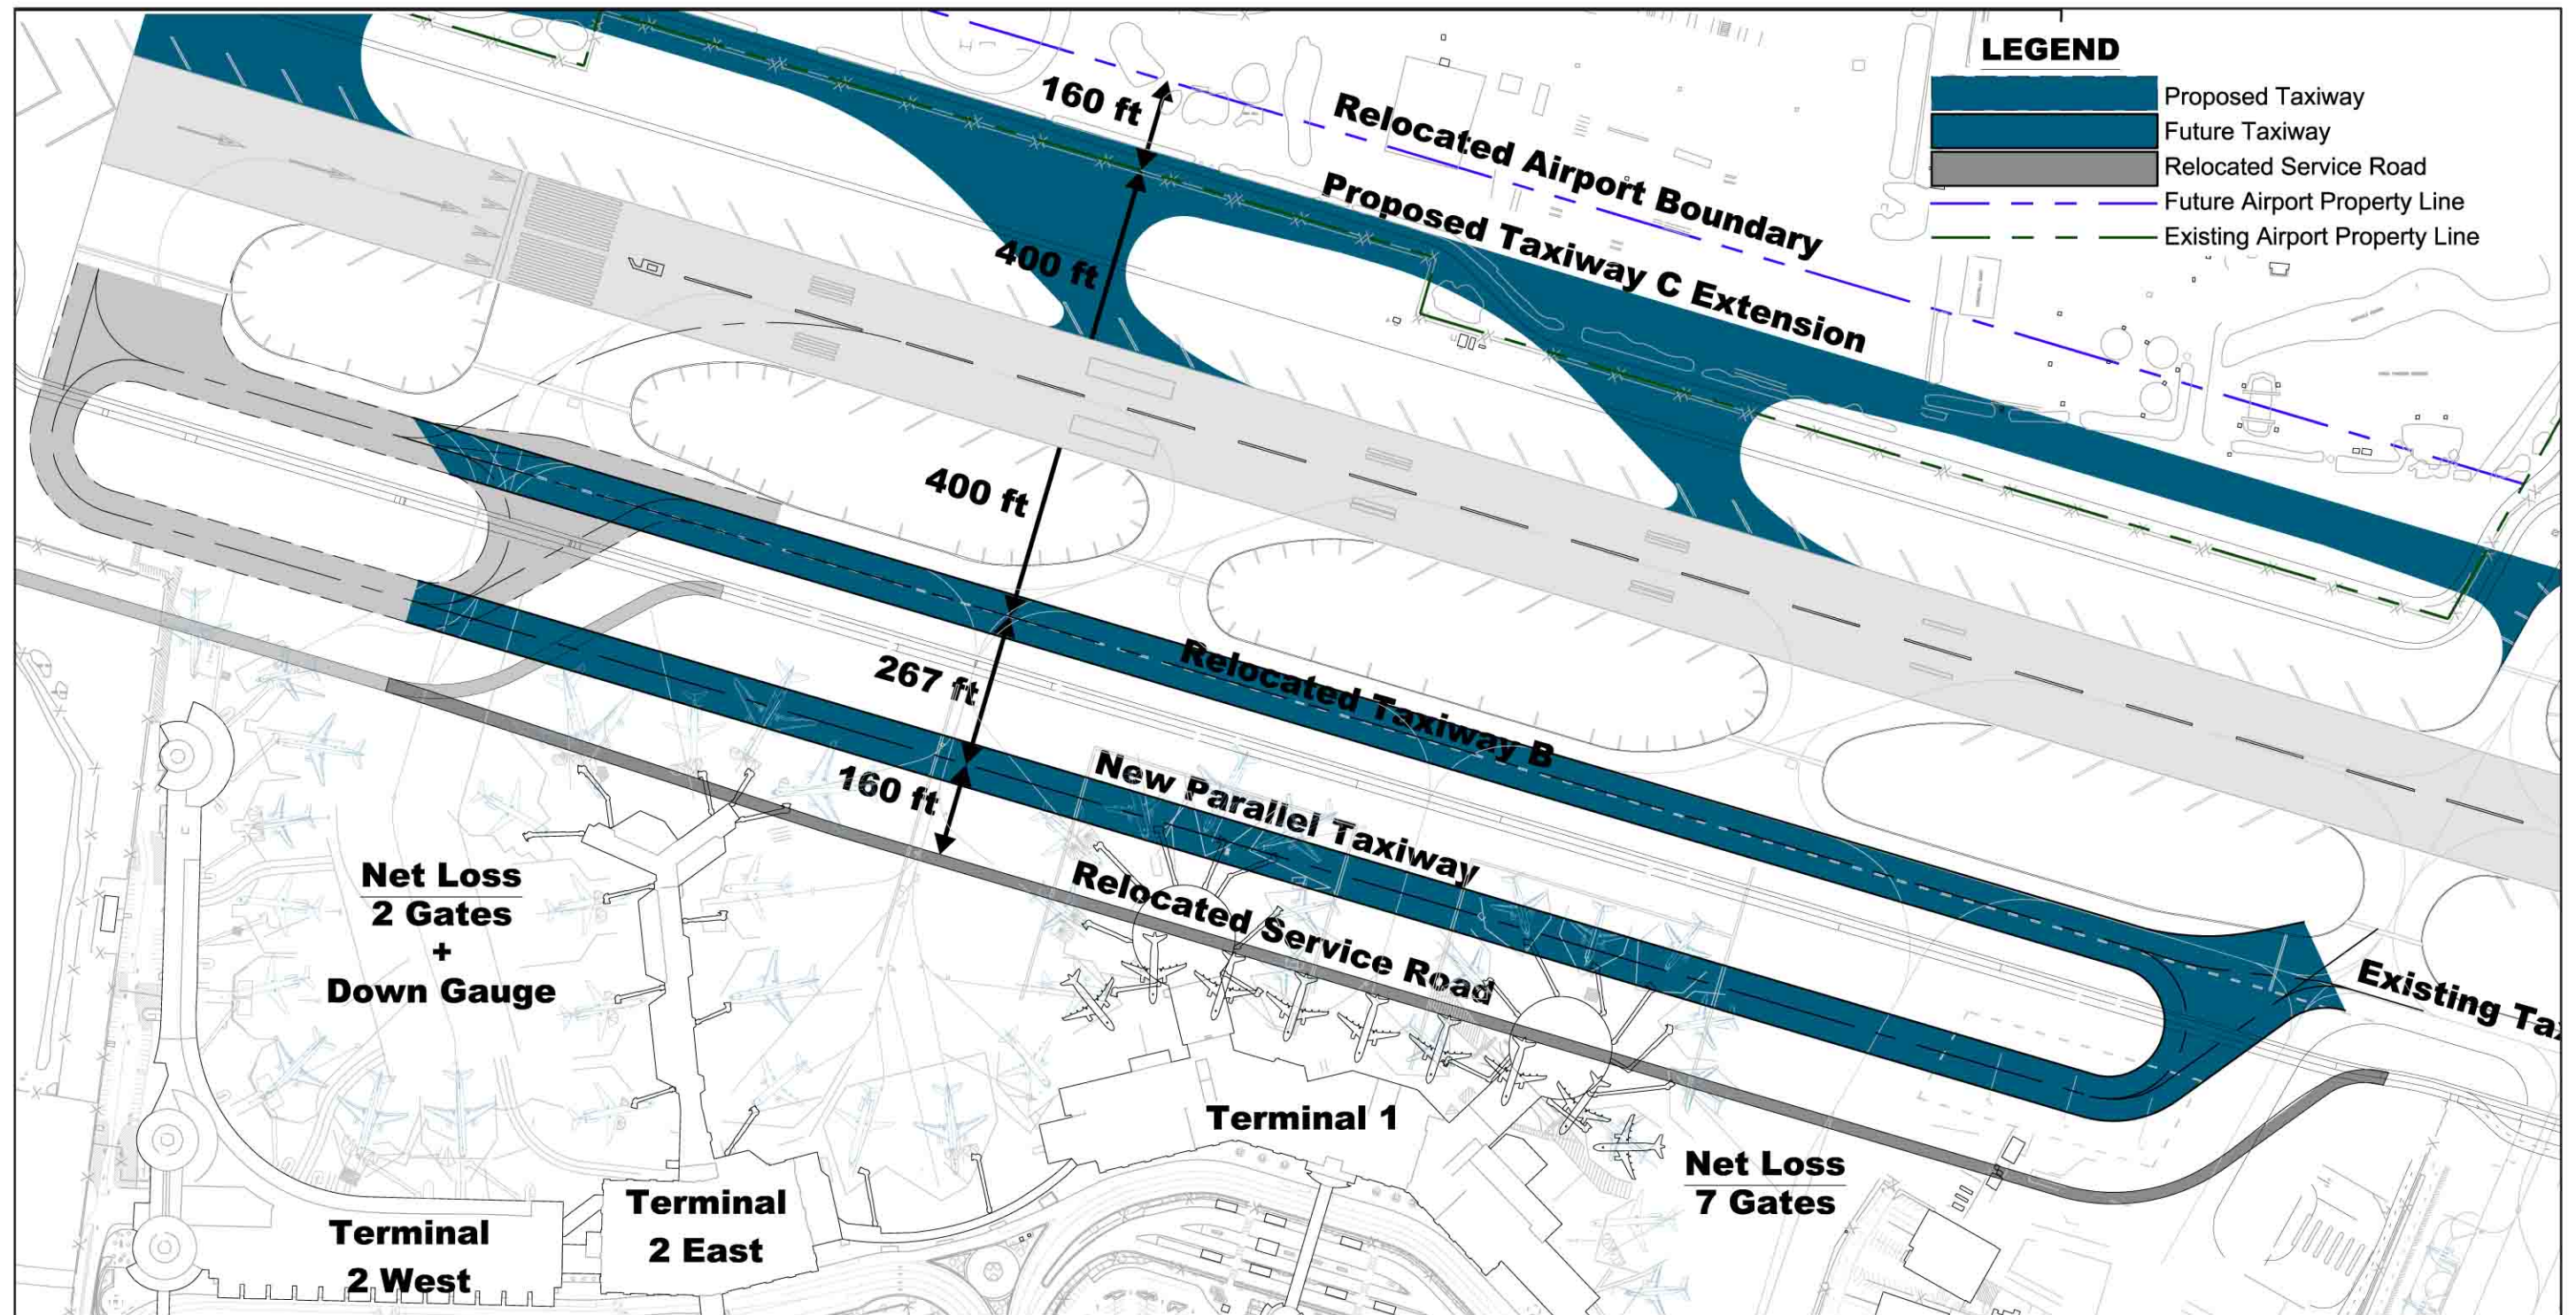 LEGEND
Proposed Taxiway
Future Taxiway
Relocated Service Road
Future Airport Property Line
Existing Airport Property Line
160 ft
Relocated Airport Boundary
Proposed Taxiway C Extension
400 ft
400 ft
Relocated Taxiway B
267 ft
New Parallel Taxiway
160 ft
Relocated Service Road
Existing Ta
Net Loss
2 Gates
+
Down Gauge
Terminal 1
Net Loss
7 Gates
Terminal
2 East
Terminal
2 West